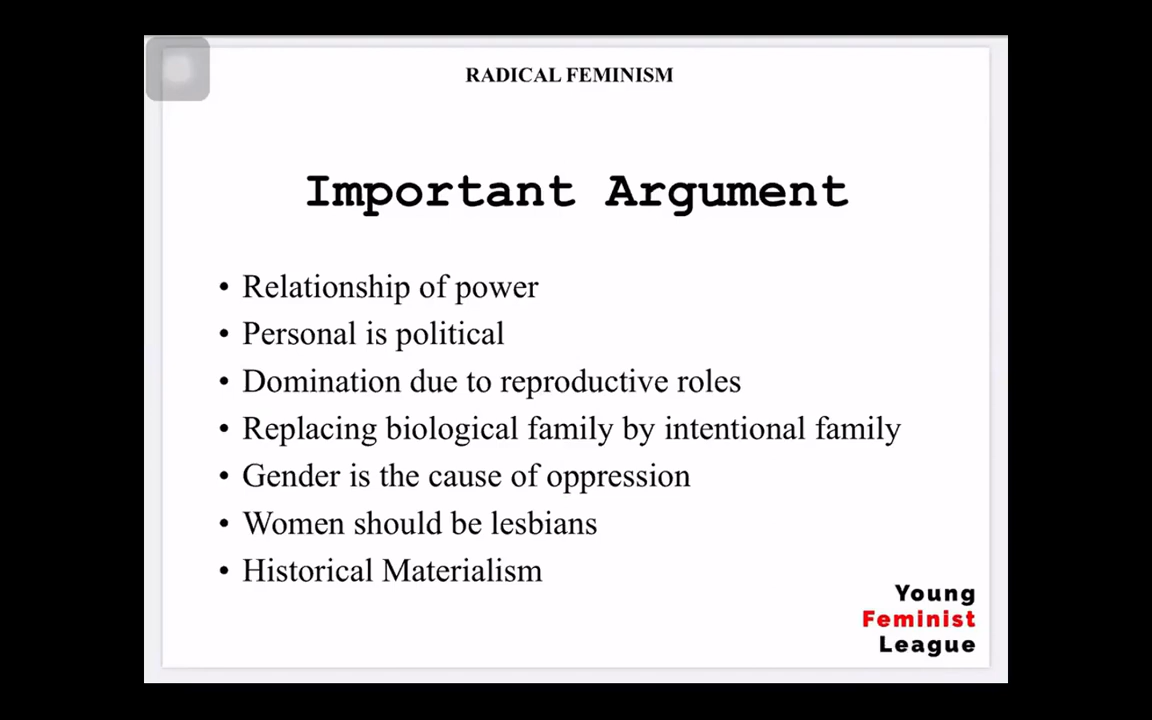 RADICAL FEMINISM
Important Argument
• Relationship of power
• Personal is political
• Domination due to reproductive roles
• Replacing biological family by intentional family
• Gender is the cause of oppression
• Women should be lesbians
• Historical Materialism
Young
Feminist
League